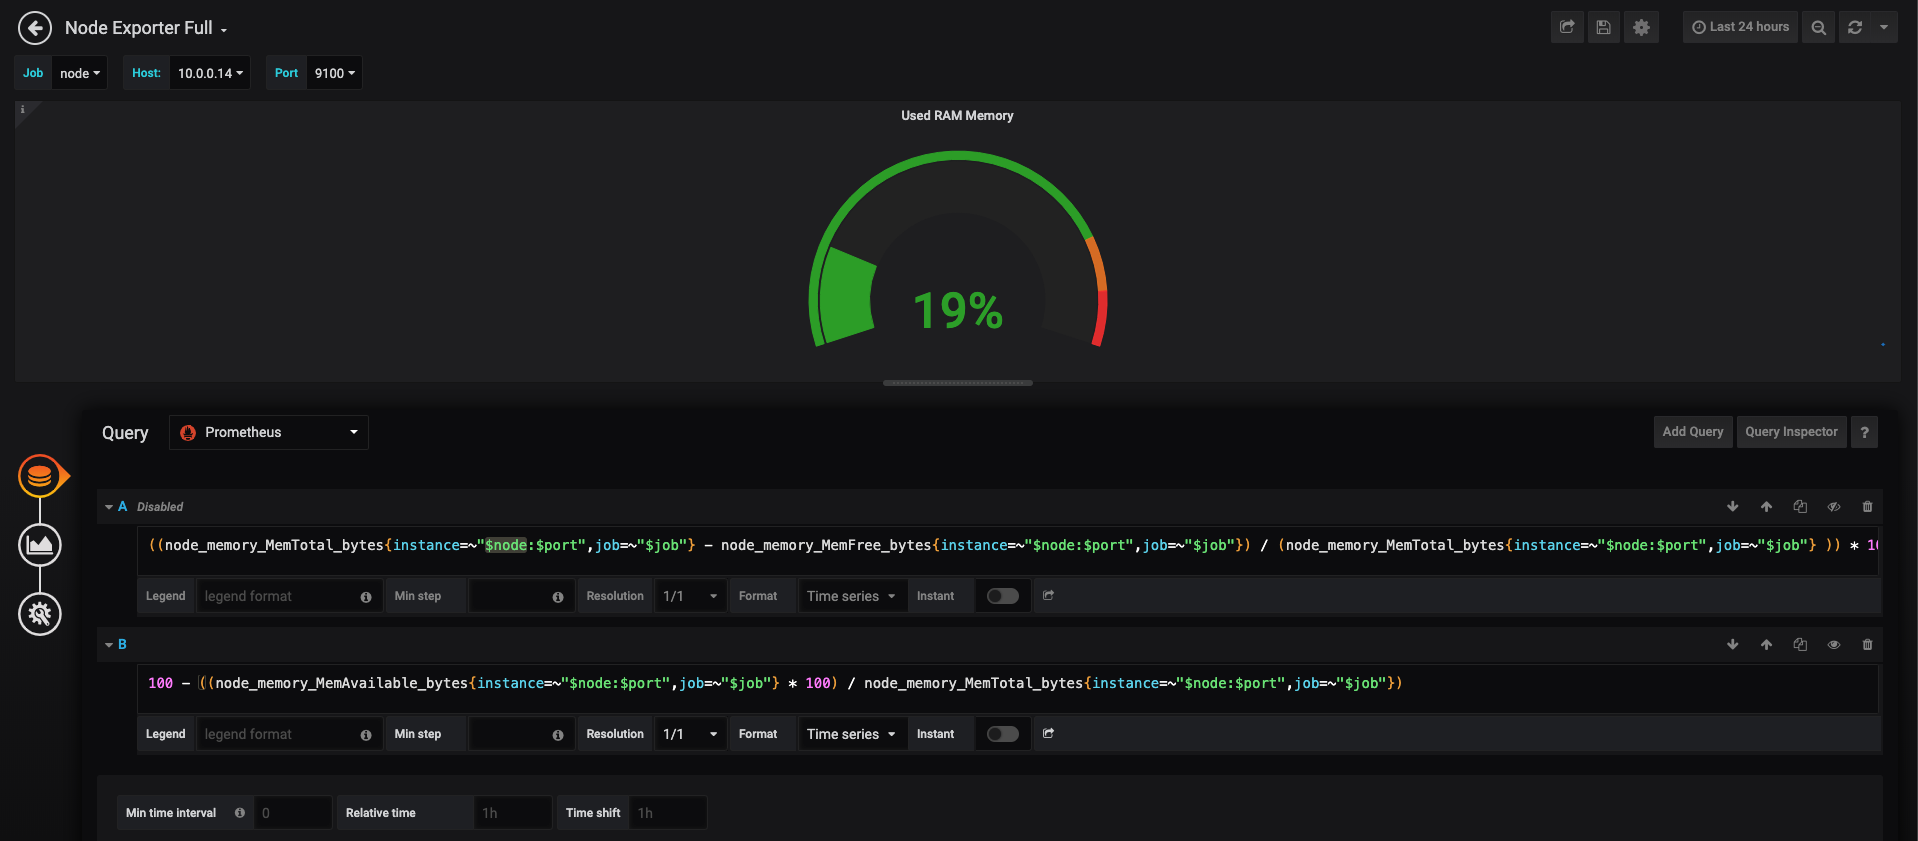 Node Exporter Full
Last 24 hours
Job node Host: 10.0.0.14 Port 9100
i
Used RAM Memory
19%
Query Prometheus
Add Query Query Inspector ?
A Disabled
((node_memory_MemTotal_bytes{instance=~"$node:$port",job=~"$job"} - node_memory_MemFree_bytes{instance=~"$node:$port",job=~"$job"}) / (node_memory_MemTotal_bytes{instance=~"$node:$port",job=~"$job"} )) * 10
Legend legend format Min step Resolution 1/1 Format Time series Instant
B
100 - ((node_memory_MemAvailable_bytes{instance=~"$node:$port",job=~"$job"} * 100) / node_memory_MemTotal_bytes{instance=~"$node:$port",job=~"$job"})
Legend legend format Min step Resolution 1/1 Format Time series Instant
Min time interval 0 Relative time 1h Time shift 1h